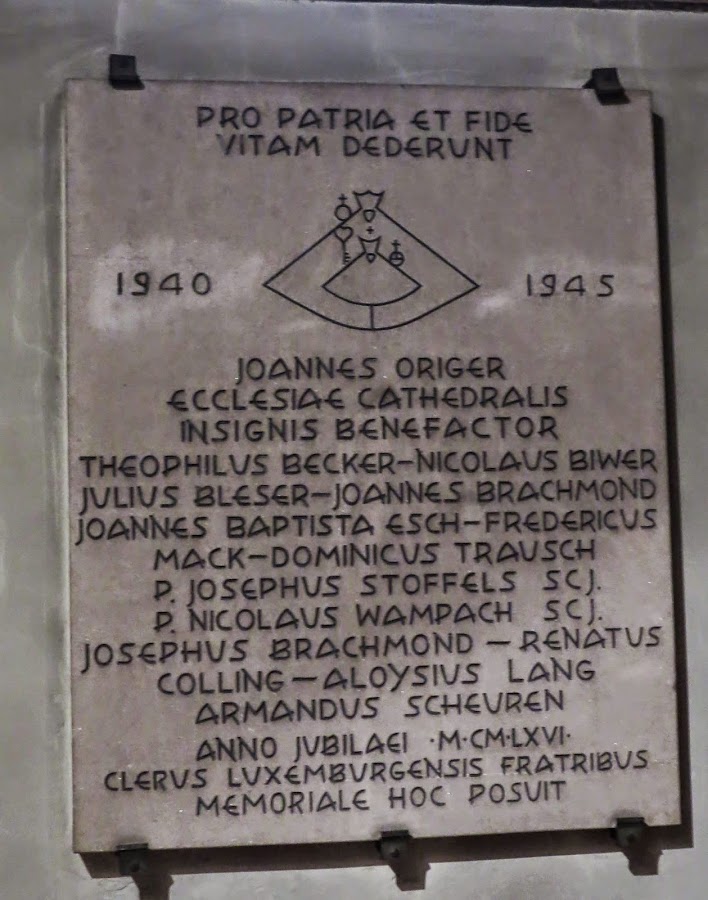 PRO PATRIA ET FIDE
VITAM DEDERUNT
1940 1945
JOANNES ORIGER
ECCLESIAE CATHEDRALIS
INSIGNIS BENEFACTOR
THEOPHILUS BECKER–NICOLAUS BIWER
JULIUS BLESER–JOANNES BRACHMOND
JOANNES BAPTISTA ESCH–FREDERICUS
MACK–DOMINICUS TRAUSCH
P. JOSEPHUS STOFFELS SCJ.
P. NICOLAUS WAMPACH SCJ.
JOSEPHUS BRACHMOND – RENATUS
COLLING – ALOYSIUS LANG
ARMANDUS SCHEUREN
ANNO JUBILAEI ·M·CM·LXVI·
CLERUS LUXEMBURGENSIS FRATRIBUS
MEMORIALE HOC POSUIT